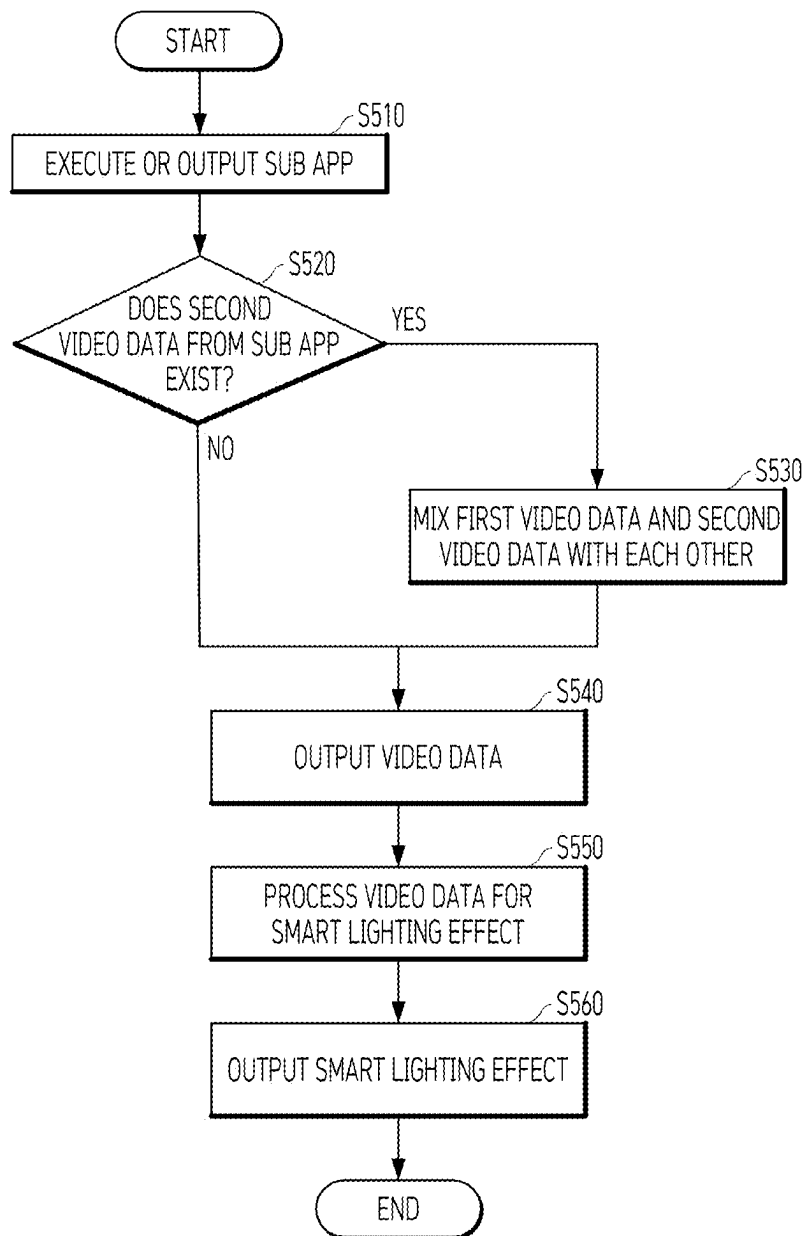 START
S510
EXECUTE OR OUTPUT SUB APP
S520
DOES SECOND
VIDEO DATA FROM SUB APP
EXIST?
YES
NO
S530
MIX FIRST VIDEO DATA AND SECOND
VIDEO DATA WITH EACH OTHER
S540
OUTPUT VIDEO DATA
S550
PROCESS VIDEO DATA FOR
SMART LIGHTING EFFECT
S560
OUTPUT SMART LIGHTING EFFECT
END